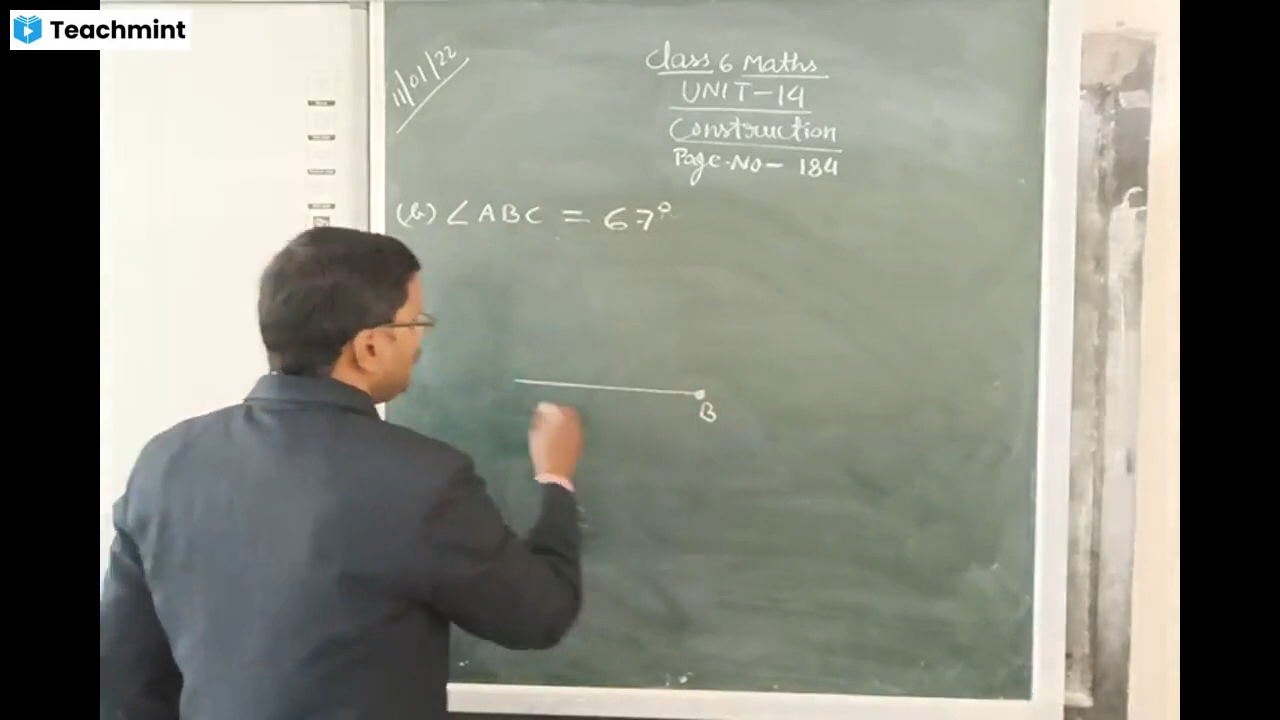 Teachmint
11/01/22
Class 6 Maths
UNIT-14
Construction
Page-No- 184
(b) ∠ABC = 67°
B